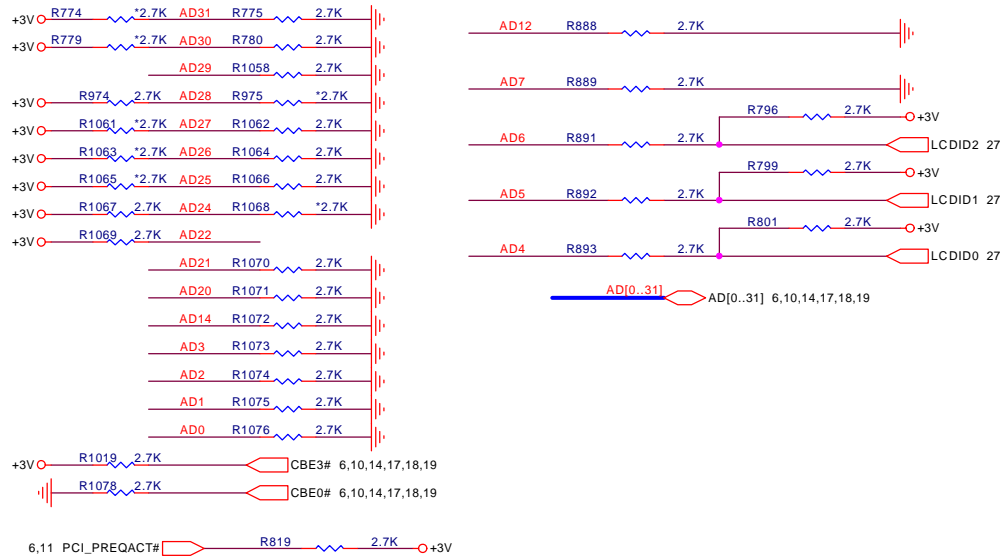 +3V R774 *2.7K AD31 R775 2.7K
+3V R779 *2.7K AD30 R780 2.7K
AD29 R1058 2.7K
+3V R974 2.7K AD28 R975 *2.7K
+3V R1061 *2.7K AD27 R1062 2.7K
+3V R1063 *2.7K AD26 R1064 2.7K
+3V R1065 *2.7K AD25 R1066 2.7K
+3V R1067 2.7K AD24 R1068 *2.7K
+3V R1069 2.7K AD22
AD21 R1070 2.7K
AD20 R1071 2.7K
AD14 R1072 2.7K
AD3 R1073 2.7K
AD2 R1074 2.7K
AD1 R1075 2.7K
AD0 R1076 2.7K
+3V R1019 2.7K CBE3# 6,10,14,17,18,19
R1078 2.7K CBE0# 6,10,14,17,18,19
6,11 PCI_PREQACT# R819 2.7K +3V
AD12 R888 2.7K
AD7 R889 2.7K
R796 2.7K +3V
AD6 R891 2.7K LCDID2 27
R799 2.7K +3V
AD5 R892 2.7K LCDID1 27
R801 2.7K +3V
AD4 R893 2.7K LCDID0 27
AD[0..31] AD[0..31] 6,10,14,17,18,19